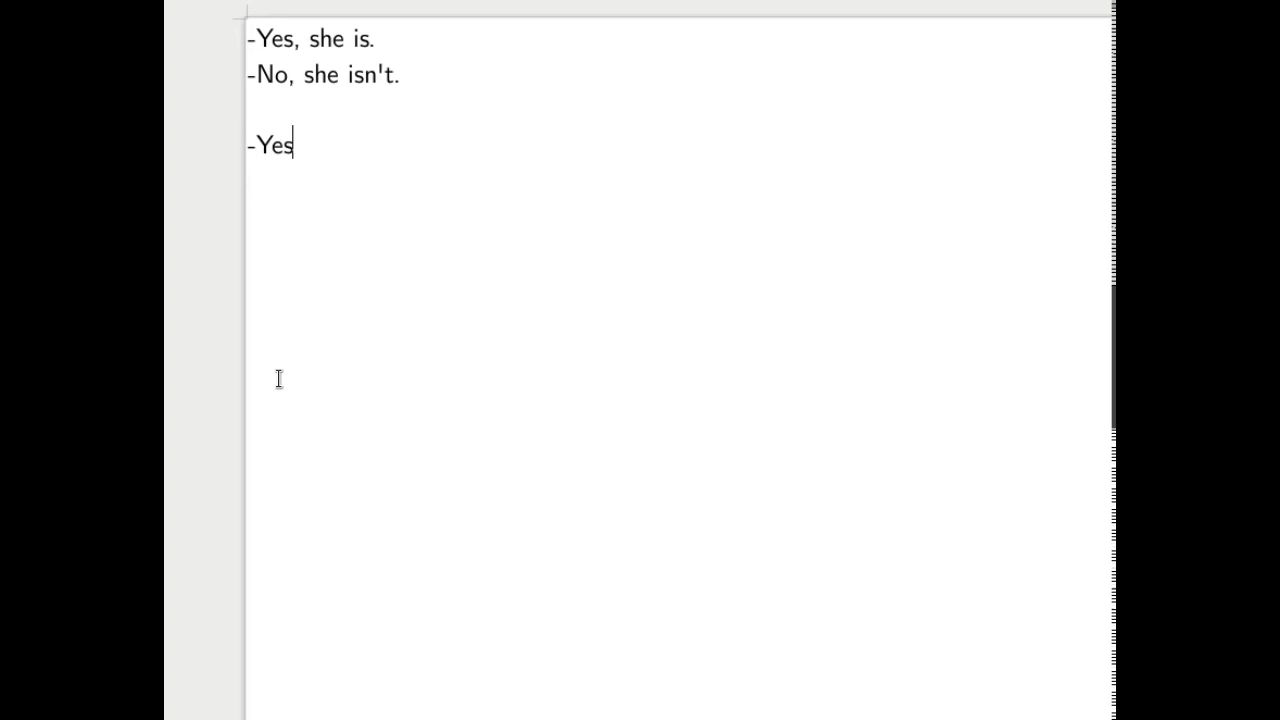 -Yes, she is.
-No, she isn't.
-Yes